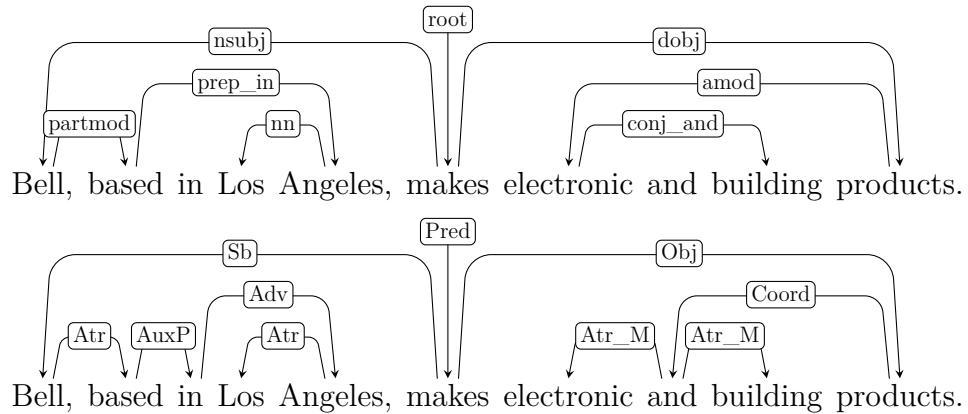 root
nsubj dobj
prep_in amod
partmod nn conj_and
Bell, based in Los Angeles, makes electronic and building products.
Pred
Sb Obj
Adv Coord
Atr AuxP Atr Atr_M Atr_M
Bell, based in Los Angeles, makes electronic and building products.